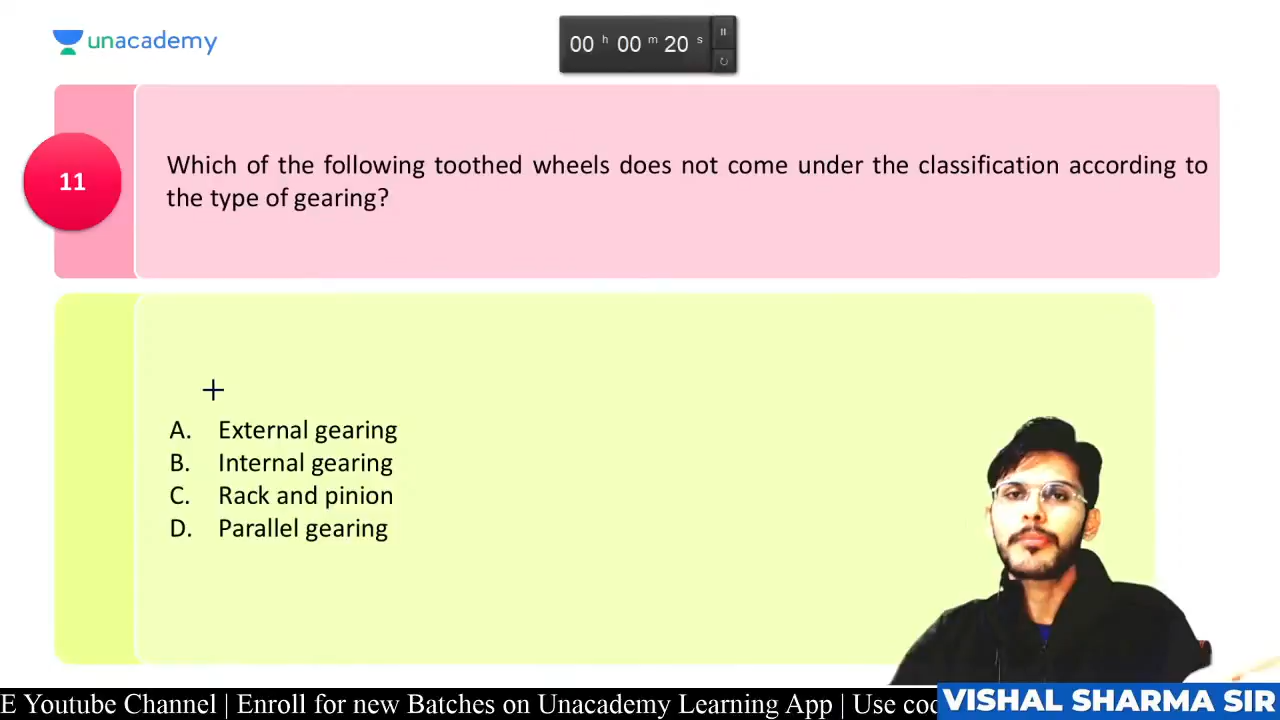 unacademy
00 h 00 m 20 s
11
Which of the following toothed wheels does not come under the classification according to
the type of gearing?
A. External gearing
B. Internal gearing
C. Rack and pinion
D. Parallel gearing
E Youtube Channel | Enroll for new Batches on Unacademy Learning App | Use
VISHAL SHARMA SIR